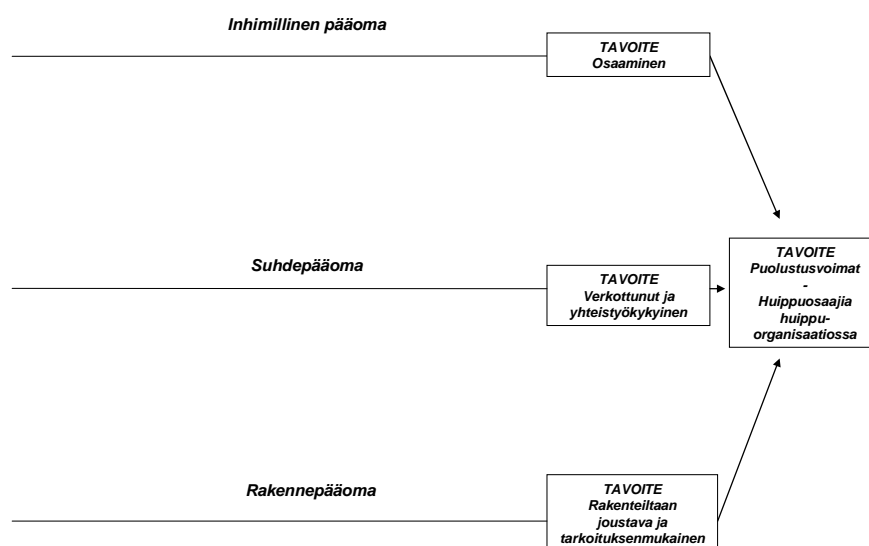 Inhimillinen pääoma
TAVOITE
Osaaminen
Suhdepääoma
TAVOITE
Verkottunut ja
yhteistyökykyinen
TAVOITE
Puolustusvoimat
-
Huippuosaajia
huippu-
organisaatiossa
Rakennepääoma
TAVOITE
Rakenteiltaan
joustava ja
tarkoituksenmukainen